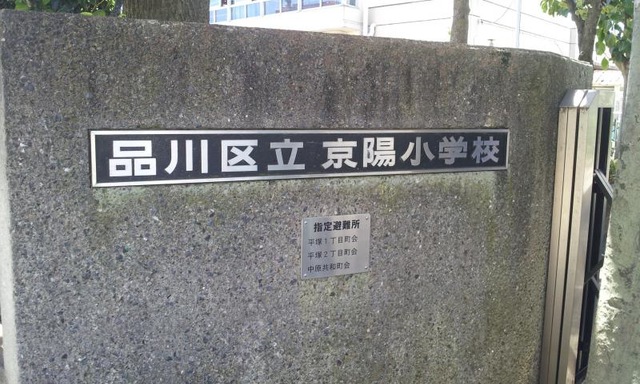 品川区立 京陽小学校
指定避難所
平塚1丁目町会
平塚2丁目町会
中原共和町会